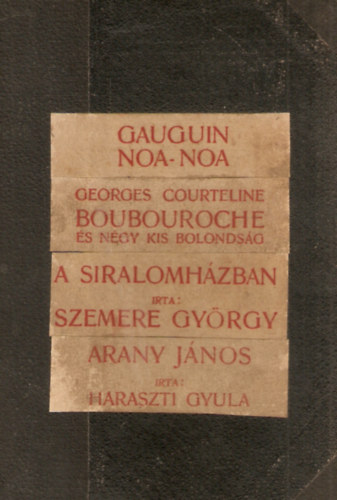 GAUGUIN
NOA-NOA
GEORGES COURTELINE
BOUBOUROCHE
ÉS NÉGY KIS BOLONDSÁG
A SIRALOMHÁZBAN
IRTA:
SZEMERE GYÖRGY
ARANY JÁNOS
IRTA:
HARASZTI GYULA